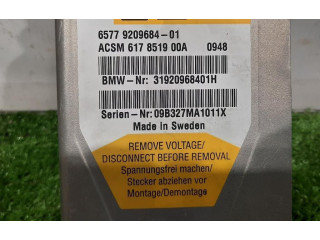 6577 9209684-01
ACSM 617 8519 00A 0948
BMW-Nr: 31920968401H
Serien-Nr:09B327MA1011X
Made in Sweden
REMOVE VOLTAGE/
DISCONNECT BEFORE REMOVAL
Spannungsfrei machen/
Stecker abziehen vor
Montage/Demontage